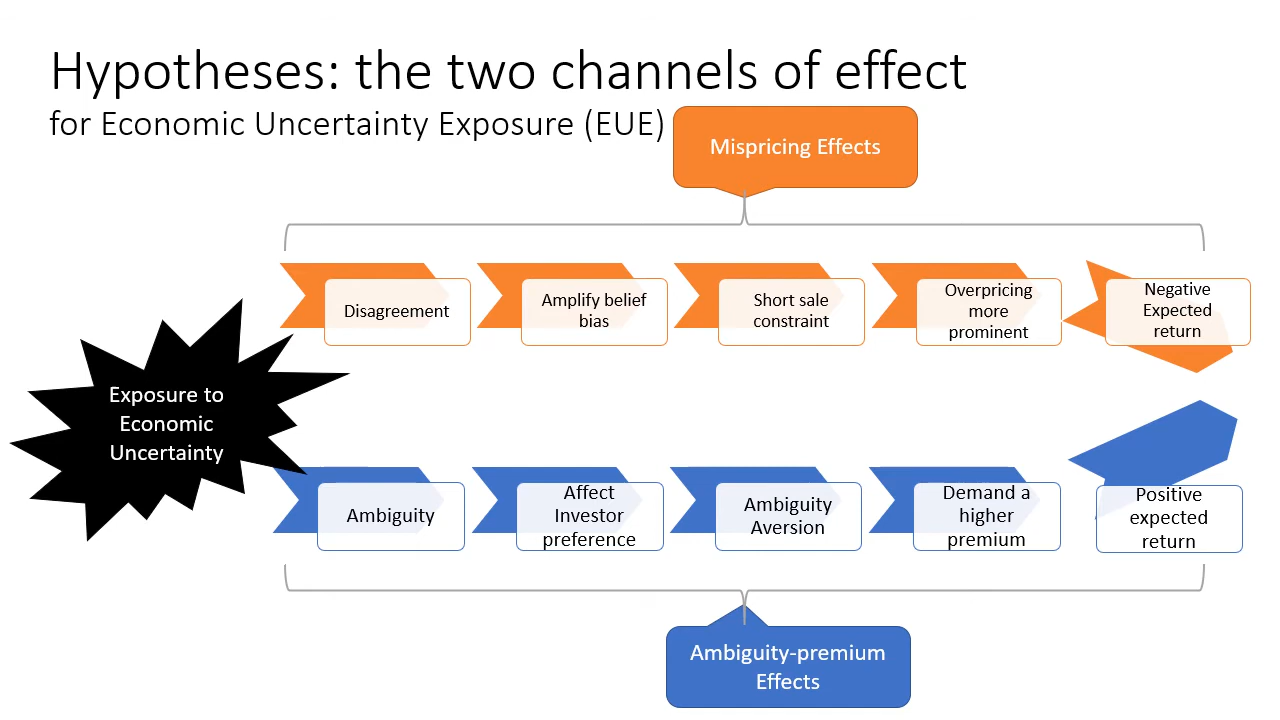 Hypotheses: the two channels of effect
for Economic Uncertainty Exposure (EUE)
Mispricing Effects
Disagreement
Amplify belief
bias
Short sale
constraint
Overpricing
more
prominent
Negative
Expected
return
Exposure to
Economic
Uncertainty
Ambiguity
Affect
Investor
preference
Ambiguity
Aversion
Demand a
higher
premium
Positive
expected
return
Ambiguity-premium
Effects